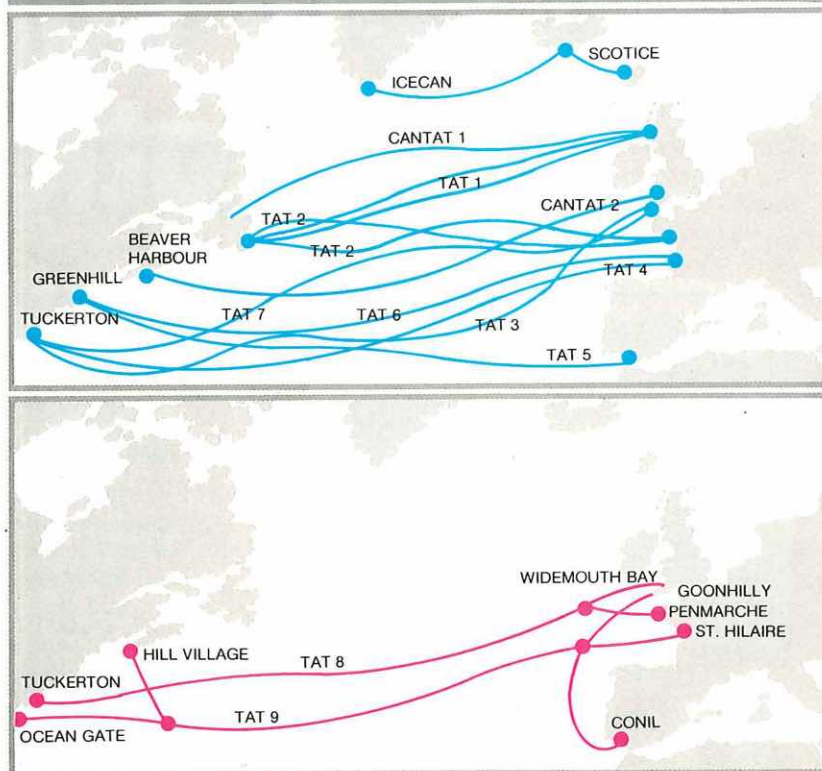 SCOTICE
ICECAN
CANTAT 1
TAT 1
CANTAT 2
TAT 2
BEAVER
HARBOUR
TAT 2
GREENHILL
TAT 4
TUCKERTON
TAT 7
TAT 6
TAT 3
TAT 5
WIDEMOUTH BAY
GOONHILLY
PENMARCHE
ST. HILAIRE
HILL VILLAGE
TAT 8
TUCKERTON
TAT 9
CONIL
OCEAN GATE